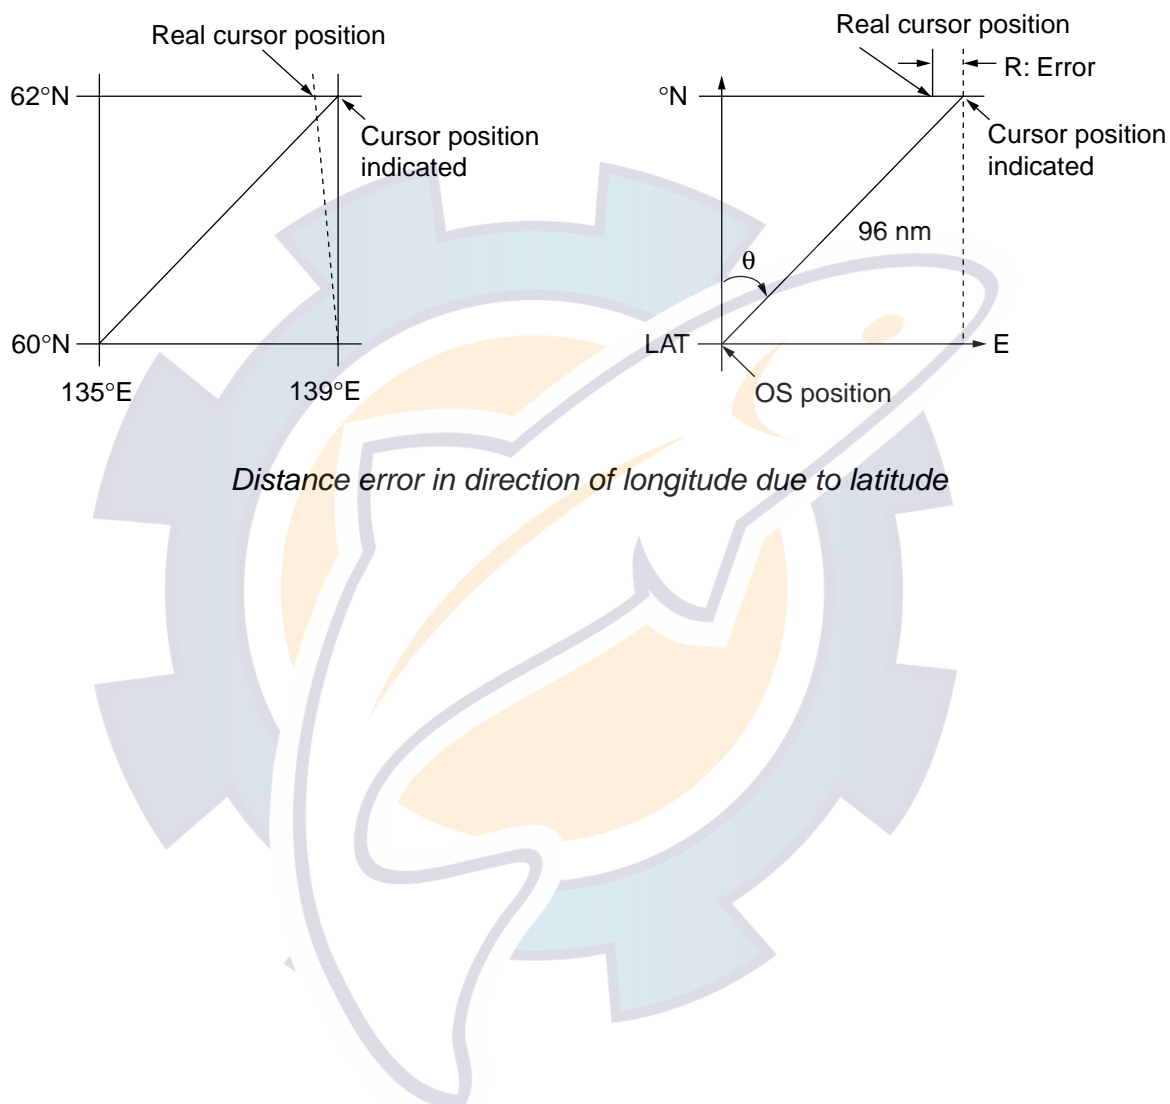 Real cursor position
62°N
Cursor position
indicated
60°N
135°E
139°E
Real cursor position
R: Error
°N
Cursor position
indicated
96 nm
θ
LAT
E
OS position
Distance error in direction of longitude due to latitude